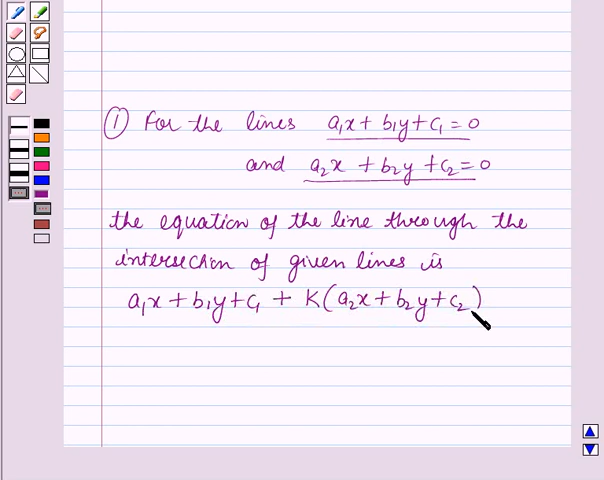 ① For the lines a₁x + b₁y + c₁ = 0
and a₂x + b₂y + c₂ = 0
the equation of the line through the
intersection of given lines is
a₁x + b₁y + c₁ + K(a₂x + b₂y + c₂)